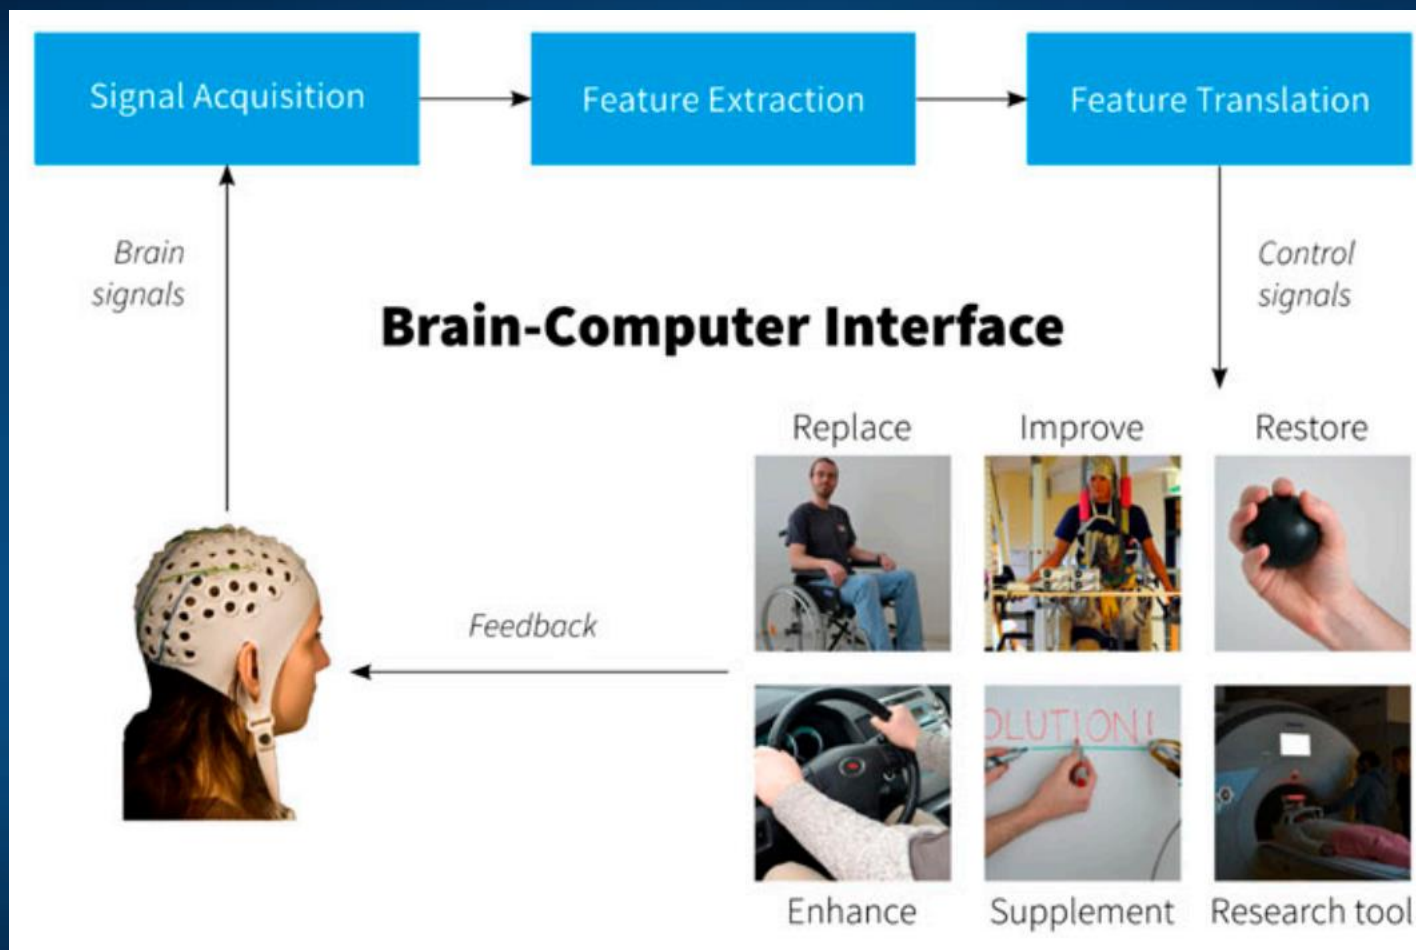 Signal Acquisition
Feature Extraction
Feature Translation
Brain
signals
Control
signals
Brain-Computer Interface
Replace
Improve
Restore
Feedback
OLUTION!
Enhance
Supplement
Research tool